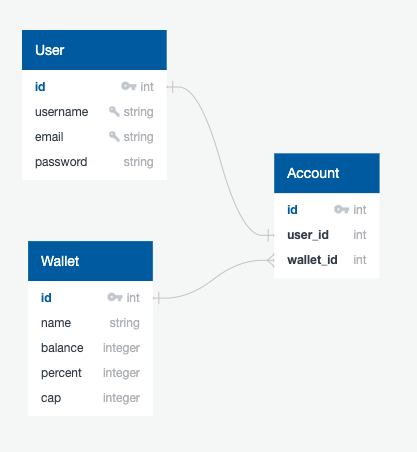 User
id int
username string
email string
password string
Account
id int
user_id int
wallet_id int
Wallet
id int
name string
balance integer
percent integer
cap integer